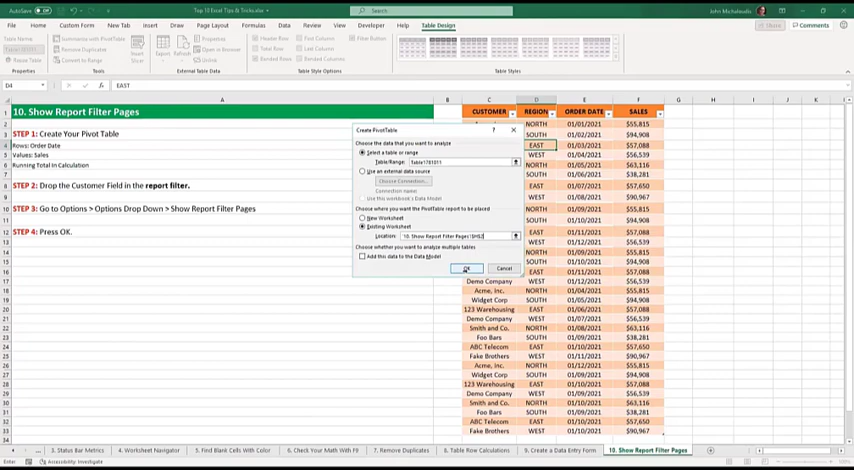 AutoSave Off Top 10 Excel Tips & Tricks.xlsx Search John Michaloudis
File Home Custom Form New Tab Insert Draw Page Layout Formulas Data Review View Developer Help Power Pivot Table Design Share Comments
Table Name: Summarize with PivotTable Properties Header Row First Column Filter Button
Remove Duplicates Insert Slicer Export Refresh Open in Browser Total Row Last Column
Resize Table Convert to Range Unlink Banded Rows Banded Columns
Properties Tools External Table Data Table Style Options Table Styles
D4 EAST
A B C D E F G H I J K L
10. Show Report Filter Pages
STEP 1: Create Your Pivot Table
Rows: Order Date
Values: Sales
Running Total In Calculation
STEP 2: Drop the Customer Field in the report filter.
STEP 3: Go to Options > Options Drop Down > Show Report Filter Pages
STEP 4: Press OK.
Create PivotTable ? ×
Choose the data that you want to analyze
Select a table or range
Table/Range: Table1781011
Use an external data source
Choose Connection...
Connection name:
Use this workbook's Data Model
Choose where you want the PivotTable report to be placed
New Worksheet
Existing Worksheet
Location: '10. Show Report Filter Pages'!$H$2
Choose whether you want to analyze multiple tables
Add this data to the Data Model
OK Cancel
CUSTOMER REGION ORDER DATE SALES
NORTH 01/01/2021 $55,815
SOUTH 01/02/2021 $94,908
EAST 01/03/2021 $57,088
WEST 01/04/2021 $56,539
NORTH 01/05/2021 $63,116
SOUTH 01/06/2021 $38,281
EAST 01/07/2021 $57,650
WEST 01/08/2021 $90,967
NORTH 01/09/2021 $55,815
SOUTH 01/10/2021 $94,908
EAST 01/11/2021 $57,088
WEST 01/12/2021 $56,539
NORTH 01/09/2021 $55,815
SOUTH 01/10/2021 $94,908
EAST 01/11/2021 $57,088
Demo Company WEST 01/12/2021 $56,539
Acme, Inc. NORTH 01/04/2021 $55,815
Widget Corp SOUTH 01/05/2021 $94,908
123 Warehousing EAST 01/06/2021 $57,088
Demo Company WEST 01/07/2021 $56,539
Smith and Co. NORTH 01/08/2021 $63,116
Foo Bars SOUTH 01/09/2021 $38,281
ABC Telecom EAST 01/10/2021 $57,650
Fake Brothers WEST 01/11/2021 $90,967
Acme, Inc. NORTH 01/12/2021 $55,815
Widget Corp SOUTH 01/09/2021 $94,908
123 Warehousing EAST 01/10/2021 $57,088
Demo Company WEST 01/09/2021 $56,539
Smith and Co. NORTH 01/10/2021 $63,116
Foo Bars SOUTH 01/11/2021 $38,281
ABC Telecom EAST 01/10/2021 $57,650
Fake Brothers WEST 01/11/2021 $90,967
... 3. Status Bar Metrics 4. Worksheet Navigator 5. Find Blank Cells With Color 6. Check Your Math With F9 7. Remove Duplicates 8. Table Row Calculations 9. Create a Data Entry Form 10. Show Report Filter Pages
Enter Accessibility: Investigate